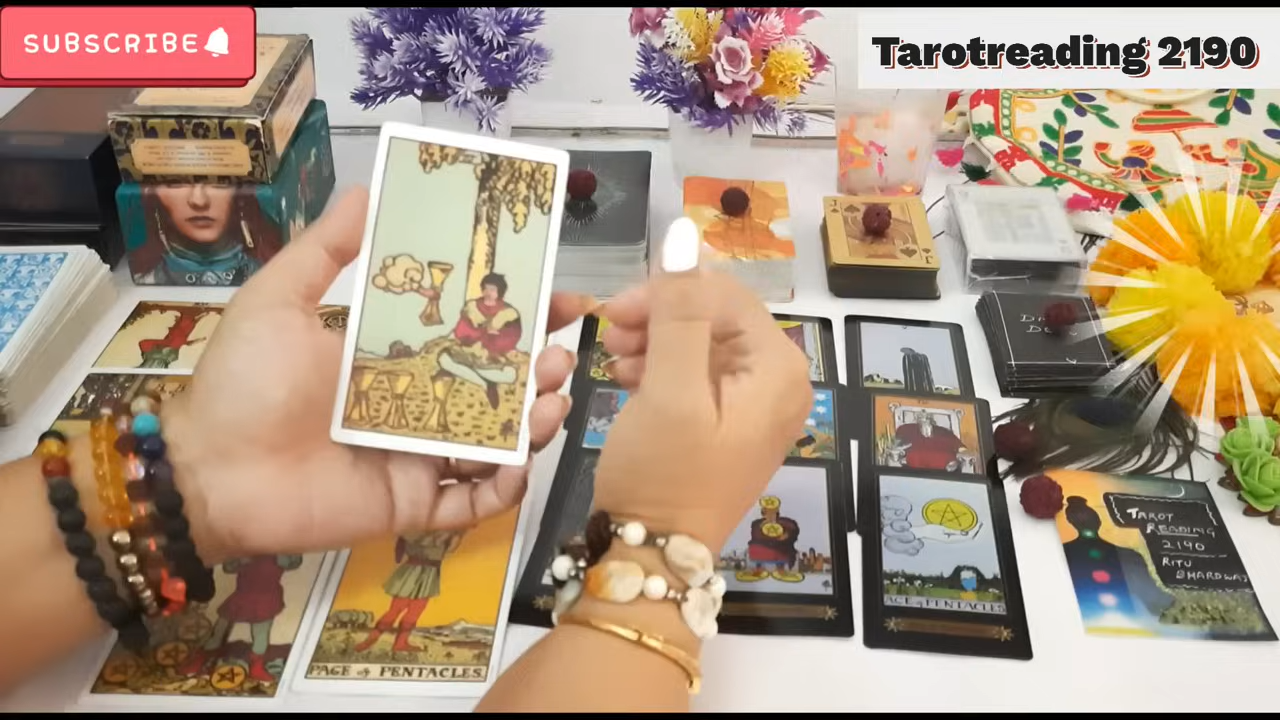 SUBSCRIBE
Tarotreading 2190
J
TAROT
READING
2190
RITU
BHARDWAJ
PAGE of PENTACLES
ACE of PENTACLES